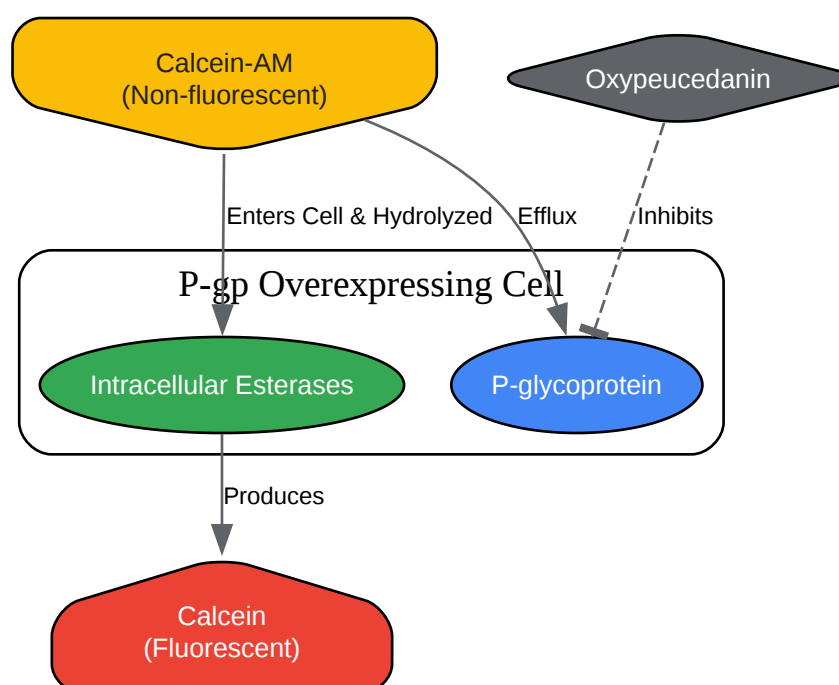 Calcein-AM
(Non-fluorescent)
Oxypeucedanin
Enters Cell & Hydrolyzed
Efflux
Inhibits
P-gp Overexpressing Cell
Intracellular Esterases
P-glycoprotein
Produces
Calcein
(Fluorescent)